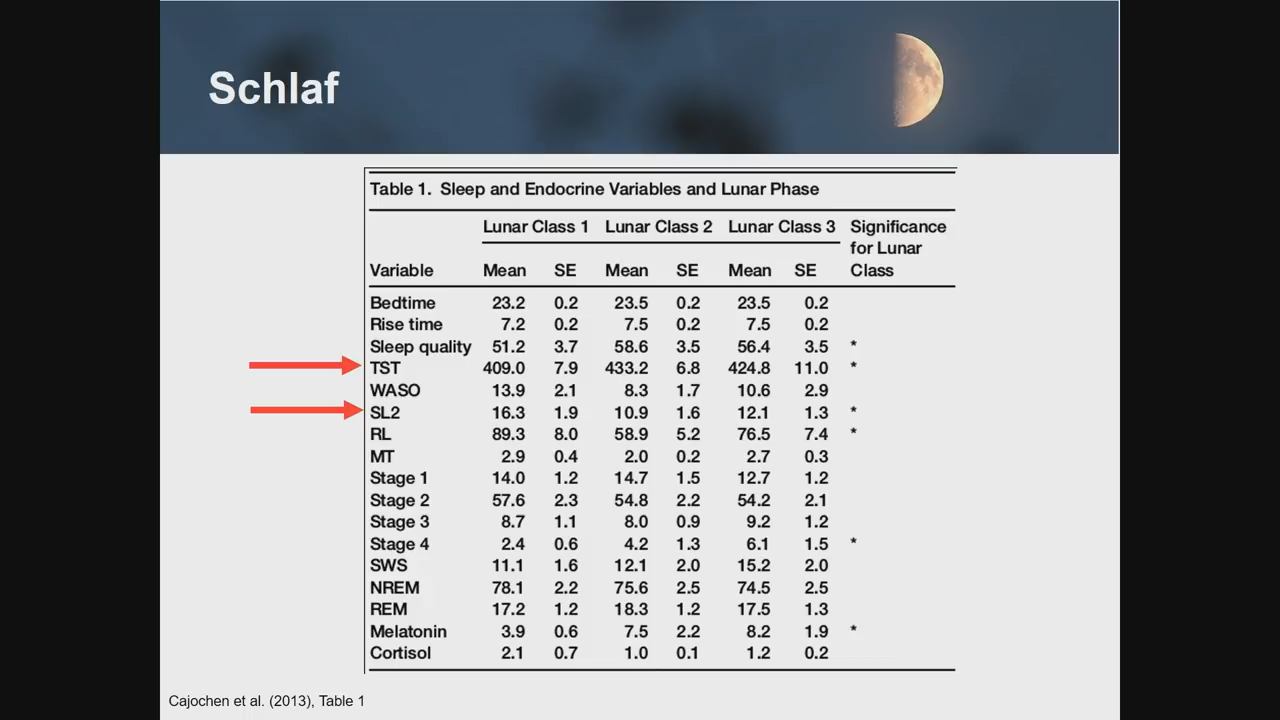 Schlaf
Table 1. Sleep and Endocrine Variables and Lunar Phase
Lunar Class 1 Lunar Class 2 Lunar Class 3 Significance
for Lunar
Variable Mean SE Mean SE Mean SE Class
Bedtime 23.2 0.2 23.5 0.2 23.5 0.2
Rise time 7.2 0.2 7.5 0.2 7.5 0.2
Sleep quality 51.2 3.7 58.6 3.5 56.4 3.5 *
TST 409.0 7.9 433.2 6.8 424.8 11.0 *
WASO 13.9 2.1 8.3 1.7 10.6 2.9
SL2 16.3 1.9 10.9 1.6 12.1 1.3 *
RL 89.3 8.0 58.9 5.2 76.5 7.4 *
MT 2.9 0.4 2.0 0.2 2.7 0.3
Stage 1 14.0 1.2 14.7 1.5 12.7 1.2
Stage 2 57.6 2.3 54.8 2.2 54.2 2.1
Stage 3 8.7 1.1 8.0 0.9 9.2 1.2
Stage 4 2.4 0.6 4.2 1.3 6.1 1.5 *
SWS 11.1 1.6 12.1 2.0 15.2 2.0
NREM 78.1 2.2 75.6 2.5 74.5 2.5
REM 17.2 1.2 18.3 1.2 17.5 1.3
Melatonin 3.9 0.6 7.5 2.2 8.2 1.9 *
Cortisol 2.1 0.7 1.0 0.1 1.2 0.2
Cajochen et al. (2013), Table 1